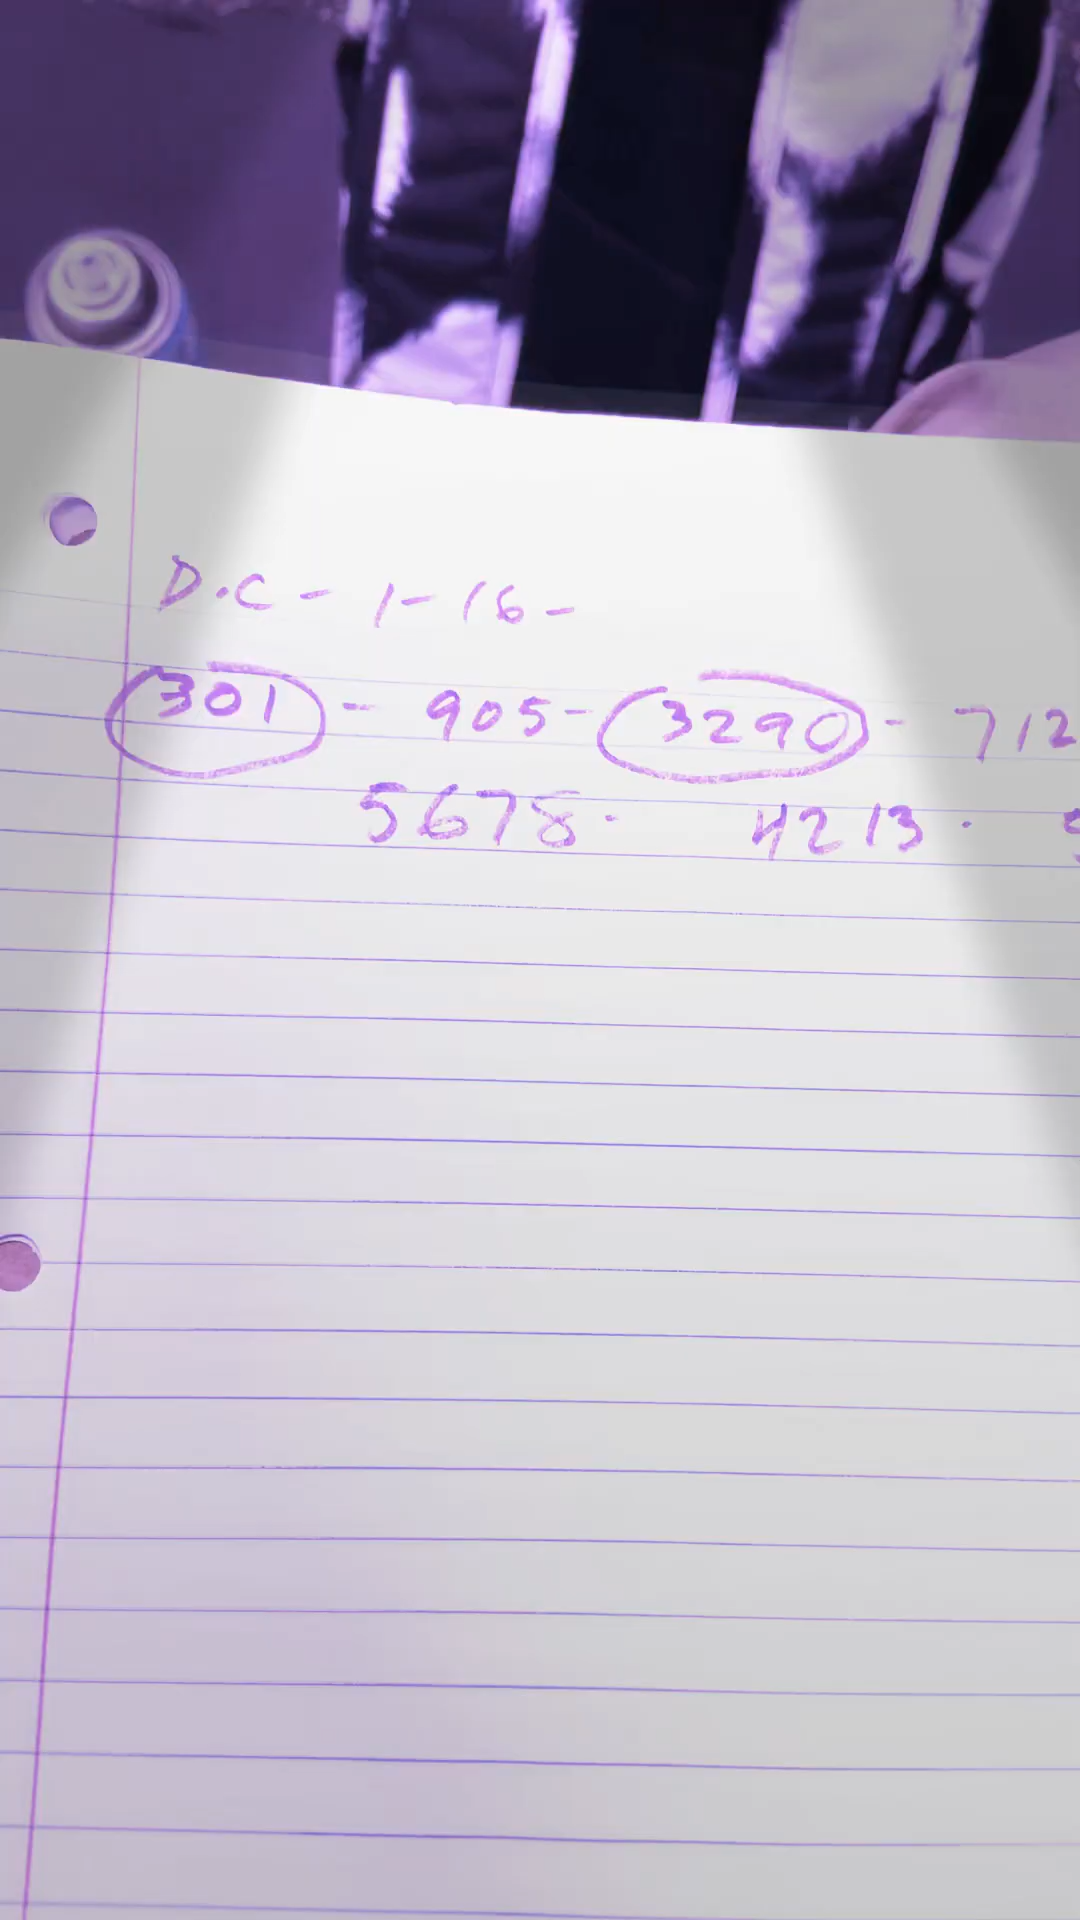 D.C - 1-16-
301 - 905 - 3290 - 712
5678. 4213.